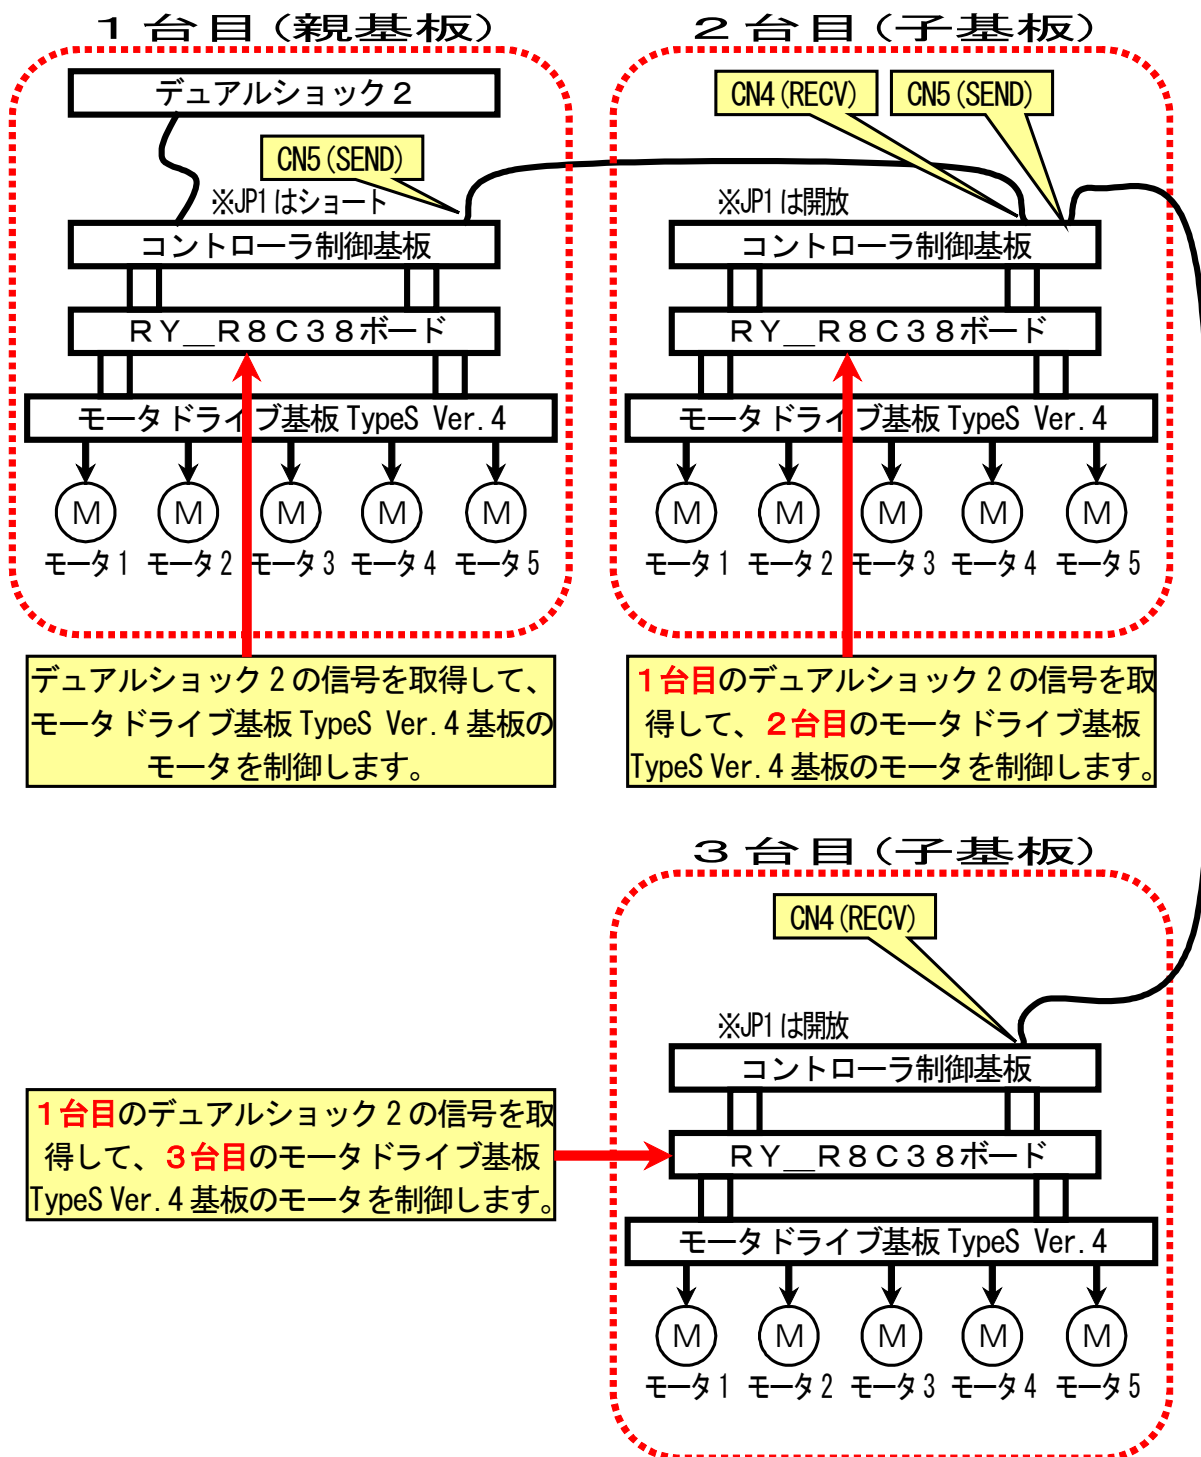 １台目(親基板)
デュアルショック２
CN5(SEND)
※JP1はショート
コントローラ制御基板
ＲＹ＿Ｒ８Ｃ３８ボード
モータドライブ基板 TypeS Ver.4
M M M M M
モータ1 モータ2 モータ3 モータ4 モータ5
デュアルショック２の信号を取得して、
モータドライブ基板 TypeS Ver.4 基板の
モータを制御します。
２台目(子基板)
CN4(RECV)
CN5(SEND)
※JP1は開放
コントローラ制御基板
ＲＹ＿Ｒ８Ｃ３８ボード
モータドライブ基板 TypeS Ver.4
M M M M M
モータ1 モータ2 モータ3 モータ4 モータ5
１台目のデュアルショック２の信号を取
得して、２台目のモータドライブ基板
TypeS Ver.4 基板のモータを制御します。
３台目(子基板)
CN4(RECV)
※JP1は開放
コントローラ制御基板
ＲＹ＿Ｒ８Ｃ３８ボード
モータドライブ基板 TypeS Ver.4
M M M M M
モータ1 モータ2 モータ3 モータ4 モータ5
１台目のデュアルショック２の信号を取
得して、３台目のモータドライブ基板
TypeS Ver.4 基板のモータを制御します。